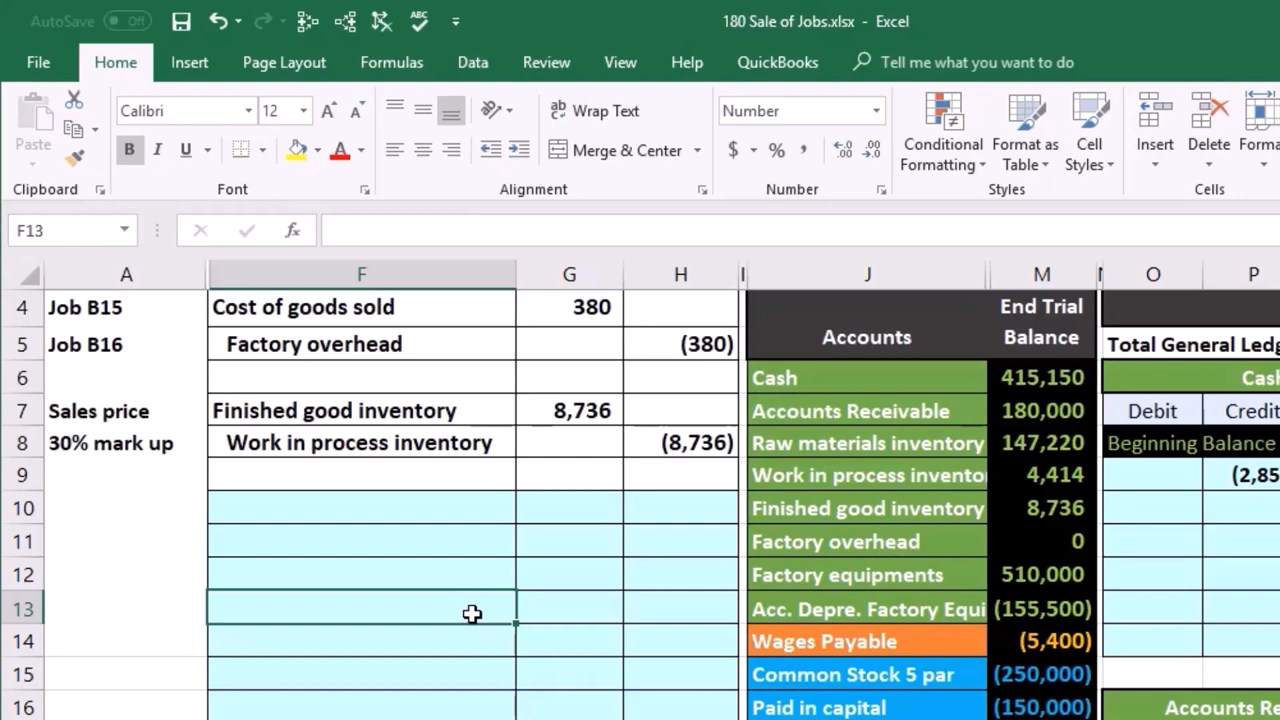 AutoSave Off 180 Sale of Jobs.xlsx - Excel
File Home Insert Page Layout Formulas Data Review View Help QuickBooks Tell me what you want to do
Paste Calibri 12 Wrap Text Number Conditional Formatting Format as Table Cell Styles Insert Delete Forma
B I U Merge & Center $ % ,
Clipboard Font Alignment Number Styles Cells
F13 fx
A F G H I J M N O P
4 Job B15 Cost of goods sold 380 Accounts End Trial Balance
5 Job B16 Factory overhead (380) Total General Ledg
6 Cash 415,150 Cas
7 Sales price Finished good inventory 8,736 Accounts Receivable 180,000 Debit Credit
8 30% mark up Work in process inventory (8,736) Raw materials inventory 147,220 Beginning Balance
9 Work in process invento 4,414 (2,85
10 Finished good inventory 8,736
11 Factory overhead 0
12 Factory equipments 510,000
13 Acc. Depre. Factory Equi (155,500)
14 Wages Payable (5,400)
15 Common Stock 5 par (250,000)
16 Paid in capital (150,000) Accounts Re